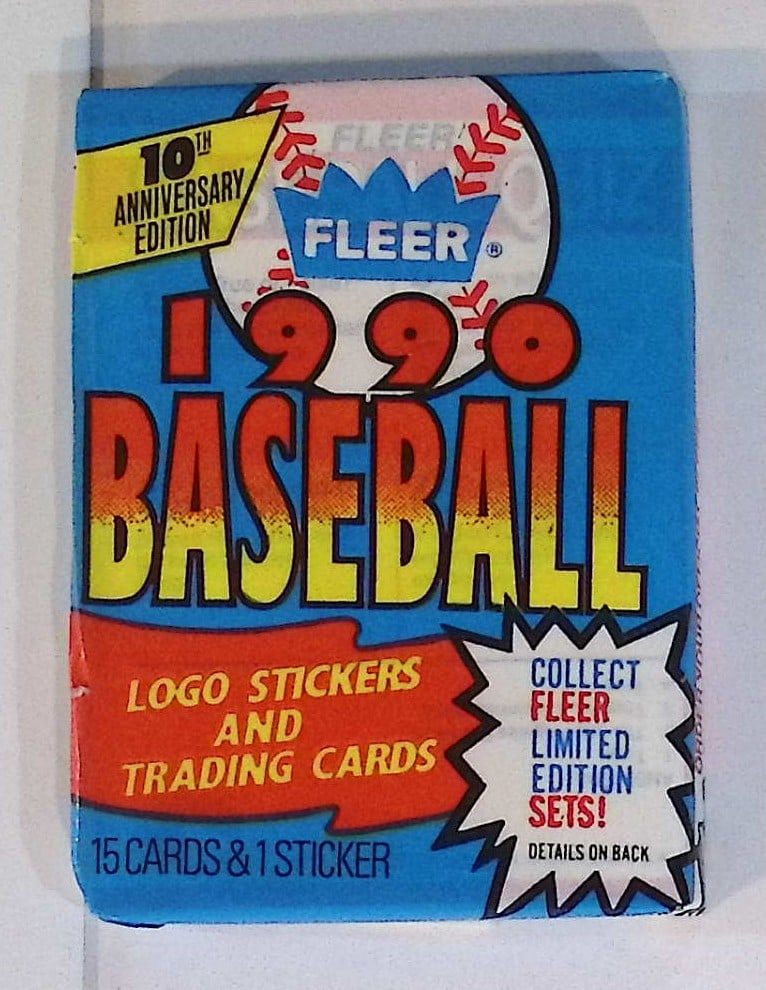 10TH
ANNIVERSARY
EDITION
FLEER
FLEER®
1990
BASEBALL
LOGO STICKERS
AND
TRADING CARDS
COLLECT
FLEER
LIMITED
EDITION
SETS!
DETAILS ON BACK
15 CARDS & 1 STICKER